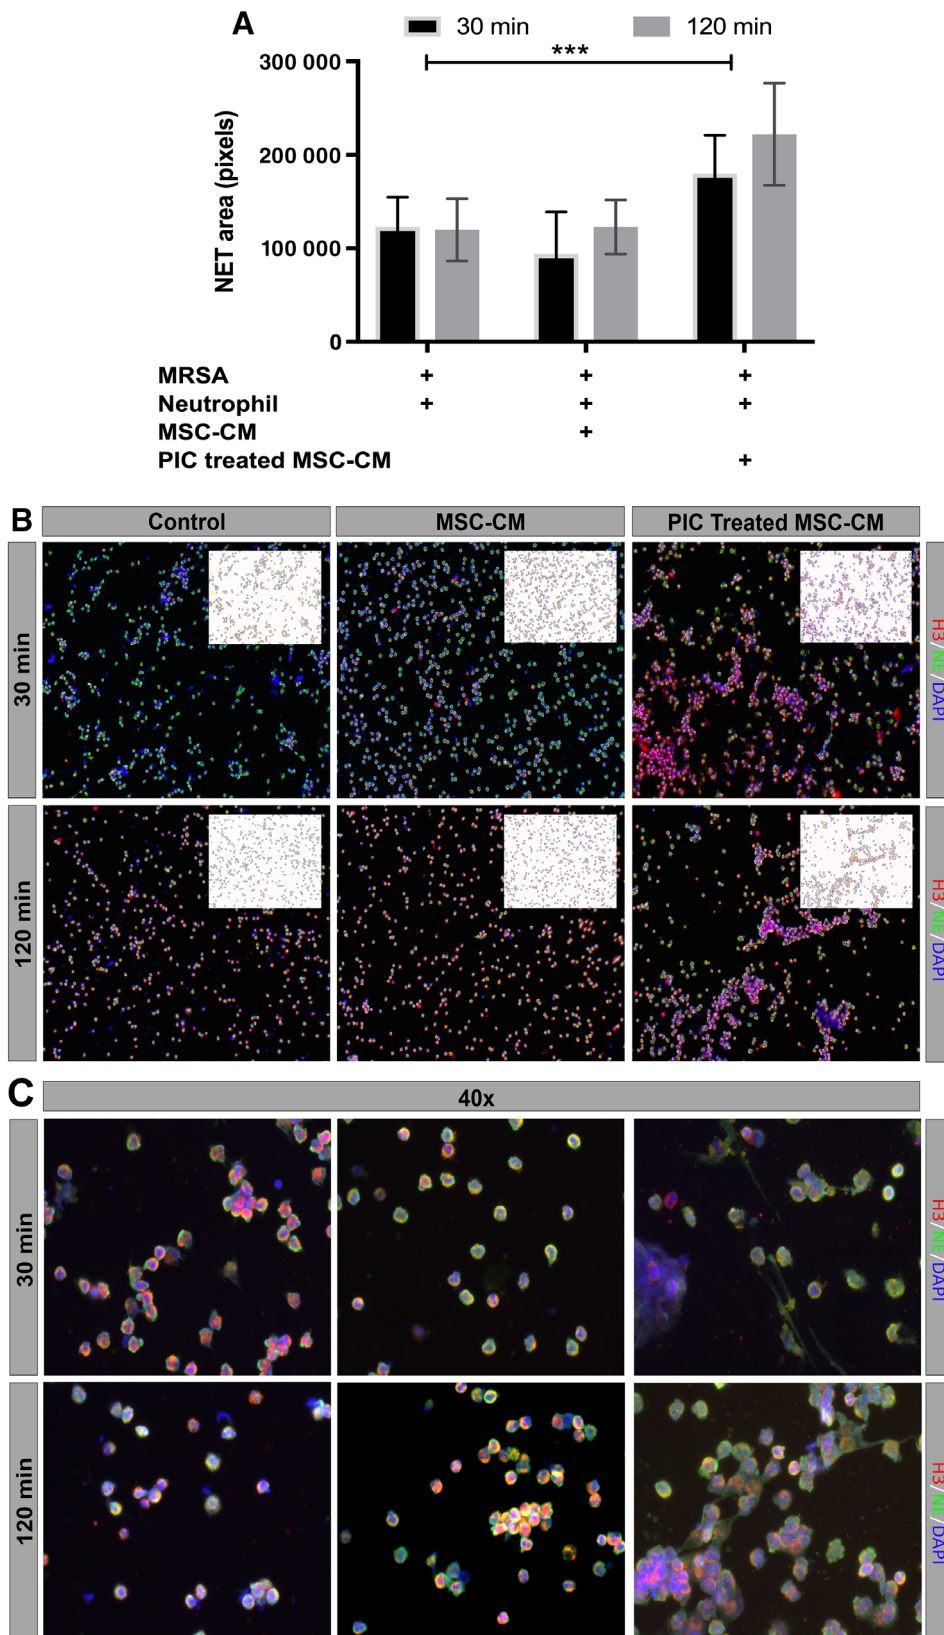 A
30 min 120 min
***
300 000
200 000
100 000
0
NET area (pixels)
MRSA + + +
Neutrophil + + +
MSC-CM +
PIC treated MSC-CM +
B
Control MSC-CM PIC Treated MSC-CM
30 min
H3/NE/DAPI
120 min
H3/NE/DAPI
C
40x
30 min
H3/NE/DAPI
120 min
H3/NE/DAPI